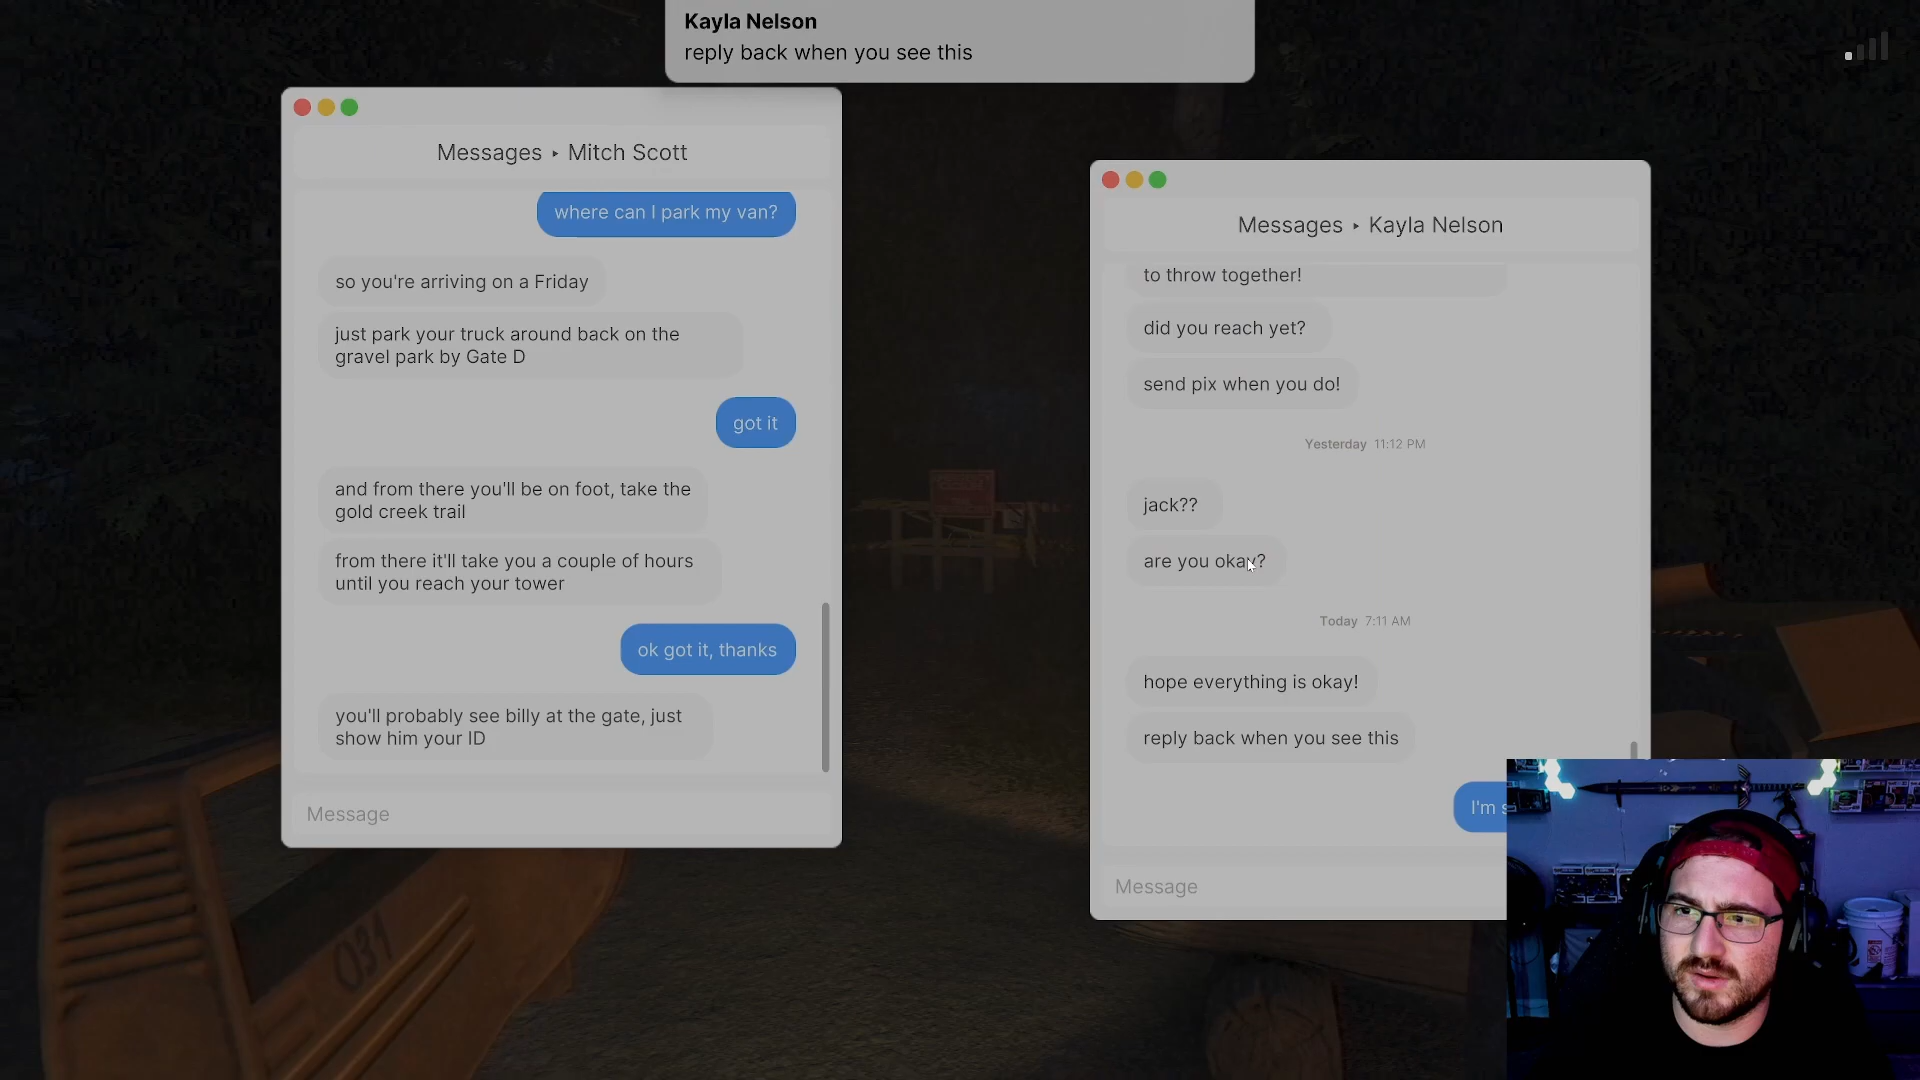 Kayla Nelson
reply back when you see this
Messages ▸ Mitch Scott
where can I park my van?
so you're arriving on a Friday
just park your truck around back on the
gravel park by Gate D
got it
and from there you'll be on foot, take the
gold creek trail
from there it'll take you a couple of hours
until you reach your tower
ok got it, thanks
you'll probably see billy at the gate, just
show him your ID
Message
Messages ▸ Kayla Nelson
to throw together!
did you reach yet?
send pix when you do!
Yesterday 11:12 PM
jack??
are you okay?
Today 7:11 AM
hope everything is okay!
reply back when you see this
I'm
Message
031